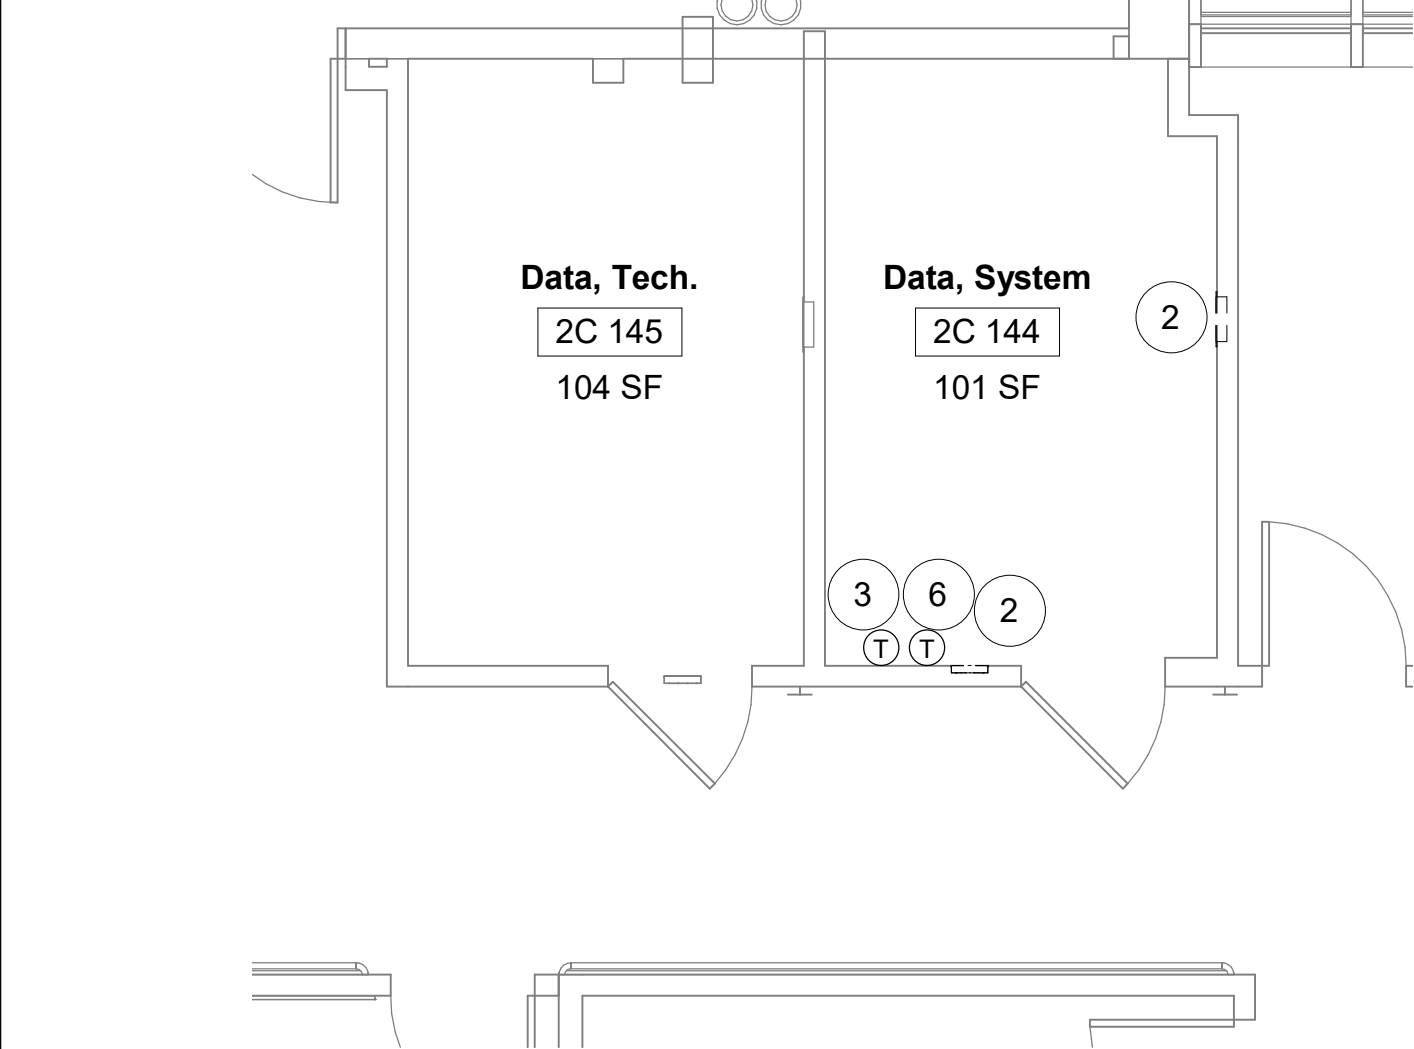 Data, Tech.
2C 145
104 SF
Data, System
2C 144
101 SF
2
3
6
2
T
T